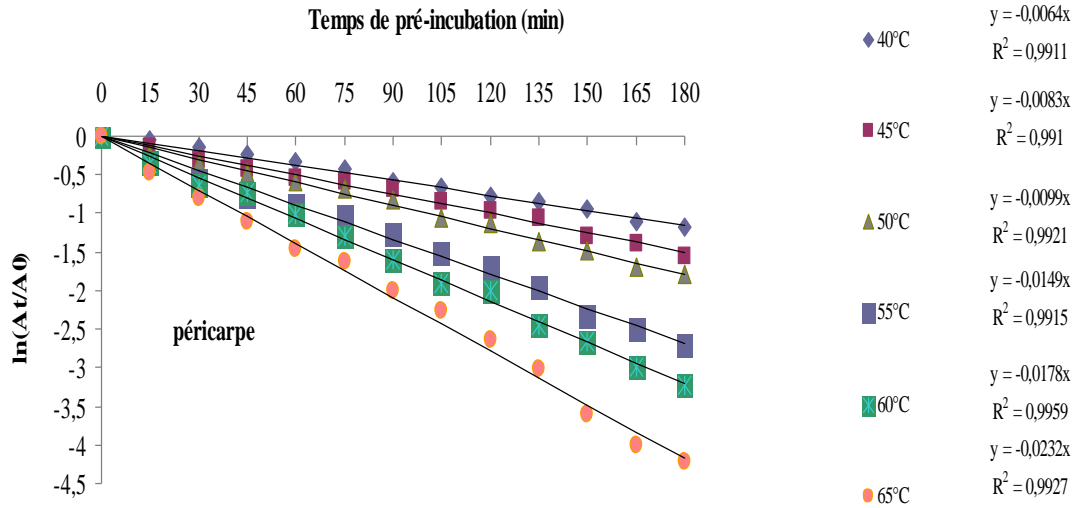 Temps de pré-incubation (min)
0 15 30 45 60 75 90 105 120 135 150 165 180
0
-0,5
-1
-1,5
-2
-2,5
-3
-3,5
-4
-4,5
ln(At/A0)
péricarpe
40°C
y = -0,0064x
R² = 0,9911
45°C
y = -0,0083x
R² = 0,991
50°C
y = -0,0099x
R² = 0,9921
55°C
y = -0,0149x
R² = 0,9915
60°C
y = -0,0178x
R² = 0,9959
65°C
y = -0,0232x
R² = 0,9927